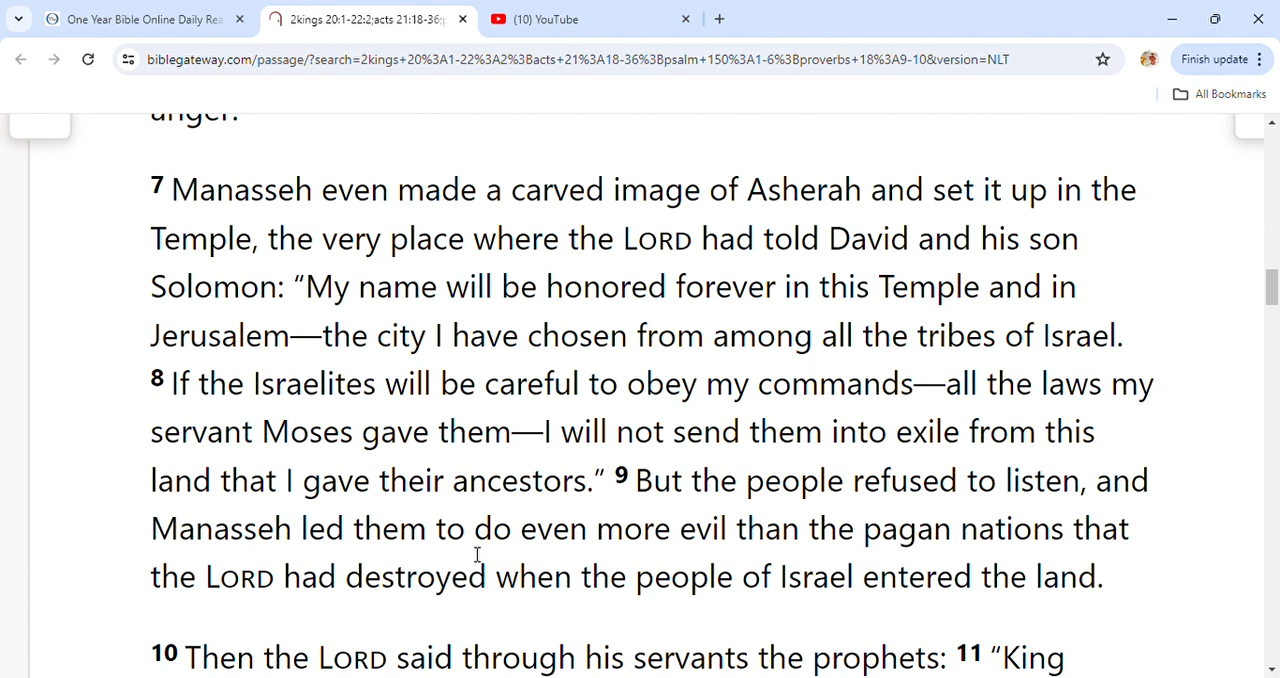 One Year Bible Online Daily Rea
2kings 20:1-22:2;acts 21:18-36;
(10) YouTube
biblegateway.com/passage/?search=2kings+20%3A1-22%3A2%3Bacts+21%3A18-36%3Bpsalm+150%3A1-6%3Bproverbs+18%3A9-10&version=NLT
Finish update
All Bookmarks
anger.
7 Manasseh even made a carved image of Asherah and set it up in the
Temple, the very place where the LORD had told David and his son
Solomon: “My name will be honored forever in this Temple and in
Jerusalem—the city I have chosen from among all the tribes of Israel.
8 If the Israelites will be careful to obey my commands—all the laws my
servant Moses gave them—I will not send them into exile from this
land that I gave their ancestors.” 9 But the people refused to listen, and
Manasseh led them to do even more evil than the pagan nations that
the LORD had destroyed when the people of Israel entered the land.
10 Then the LORD said through his servants the prophets: 11 “King